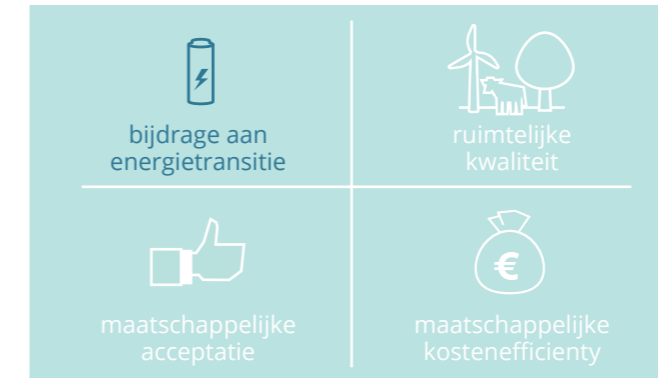 bijdrage aan
energietransitie
ruimtelijke
kwaliteit
maatschappelijke
acceptatie
€
maatschappelijke
kostenefficienty